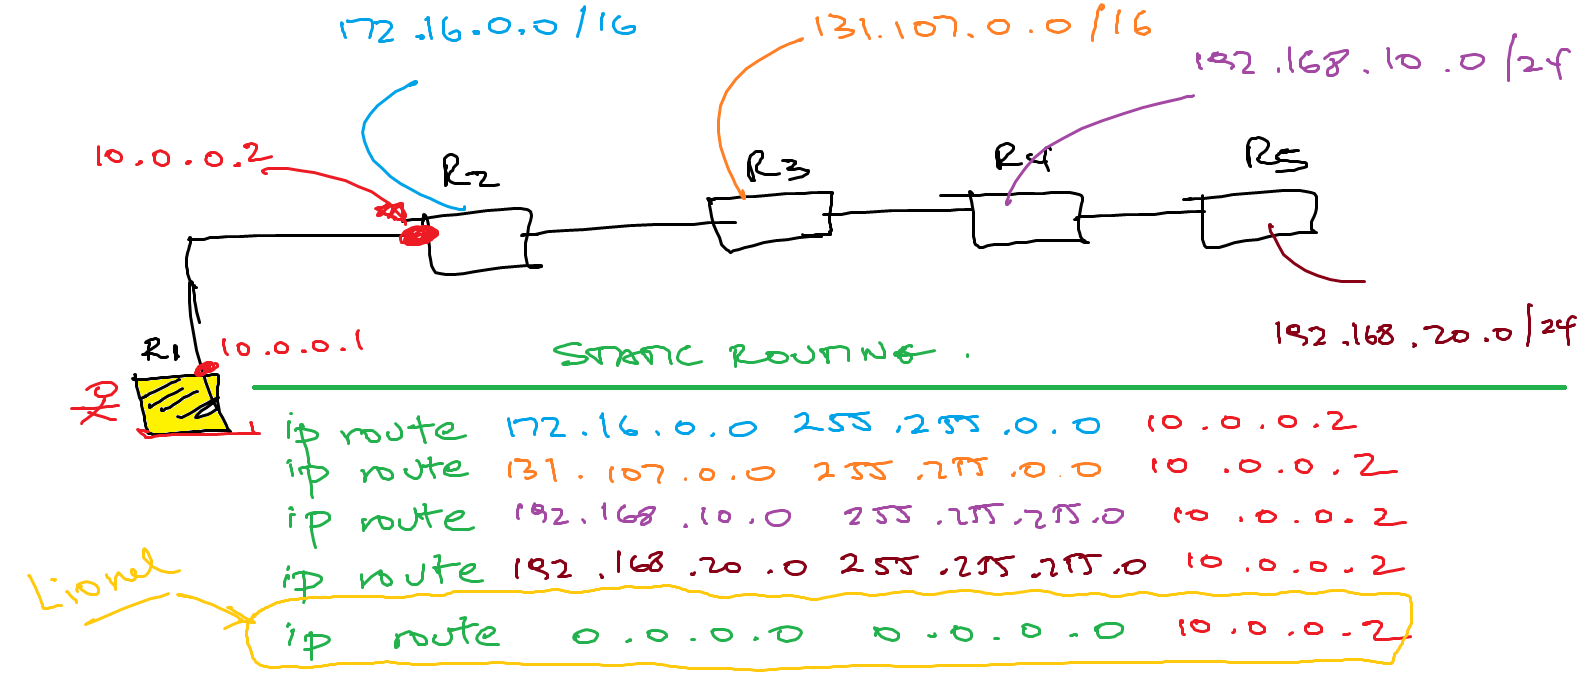 172.16.0.0/16
131.107.0.0/16
192.168.10.0/24
10.0.0.2
R2
R3
R4
R5
192.168.20.0/24
R1
10.0.0.1
STATIC ROUTING.
ip route 172.16.0.0 255.255.0.0 10.0.0.2
ip route 131.107.0.0 255.255.0.0 10.0.0.2
ip route 192.168.10.0 255.255.255.0 10.0.0.2
ip route 192.168.20.0 255.255.255.0 10.0.0.2
Lionel
ip route 0.0.0.0 0.0.0.0 10.0.0.2